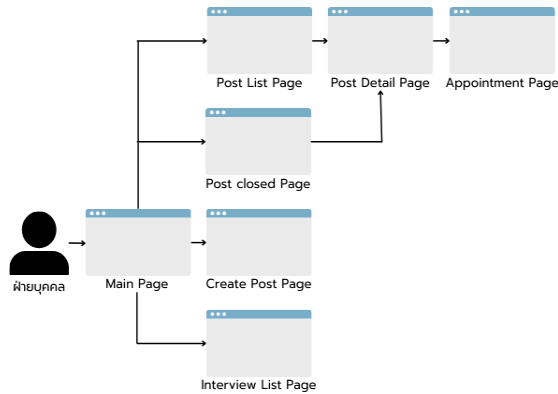 Post List Page
Post Detail Page
Appointment Page
Post closed Page
ฝ่ายบุคคล
Main Page
Create Post Page
Interview List Page